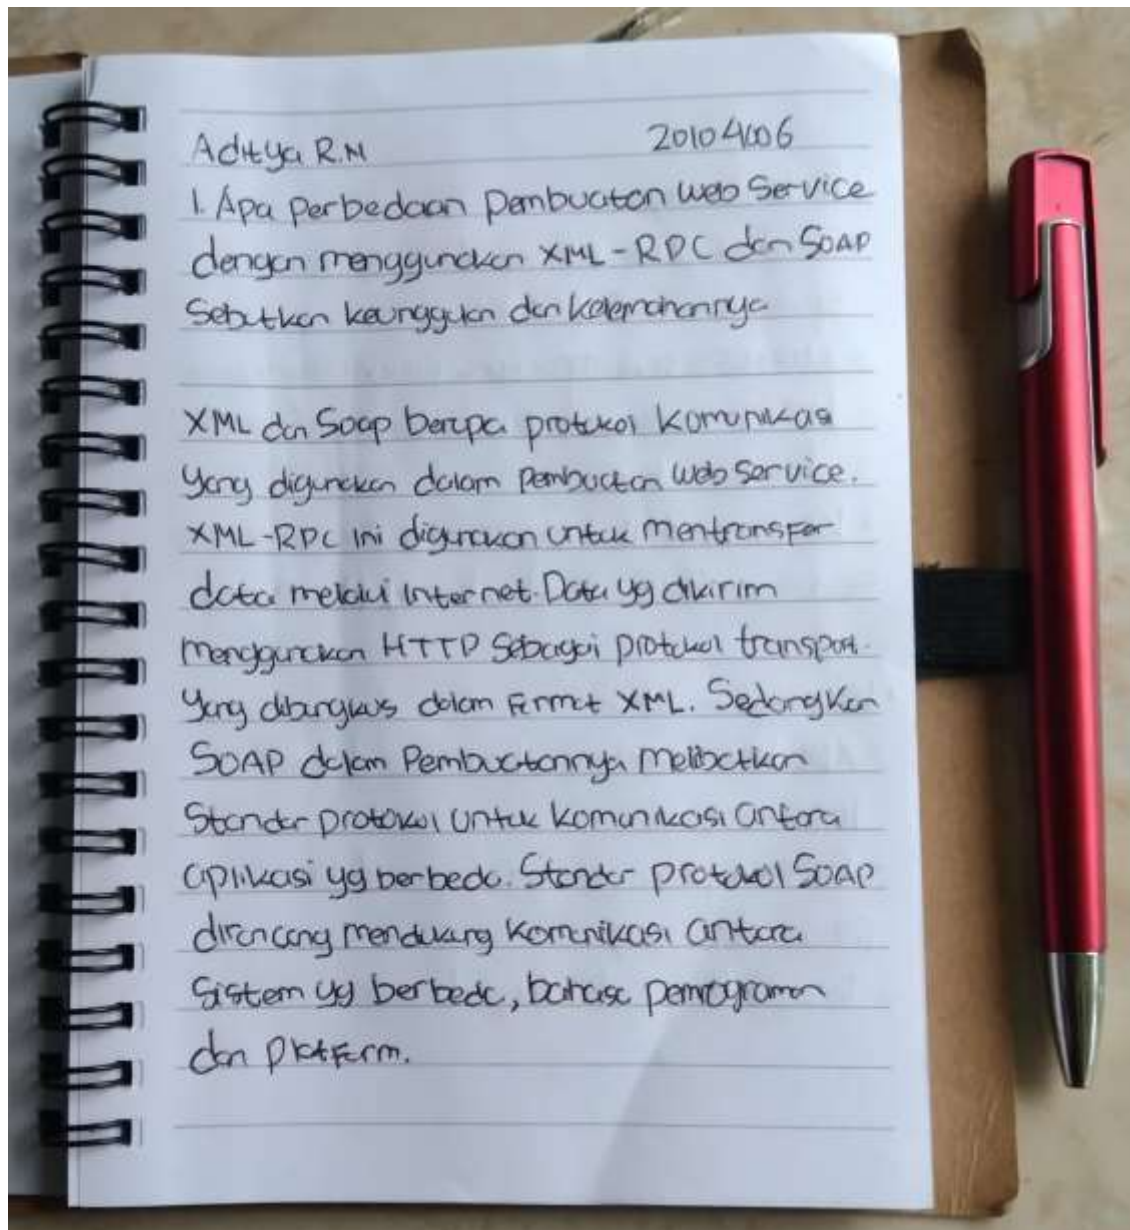 Aditya R.M 20104006
1. Apa perbedaan pembuatan web service
dengan menggunakan XML-RPC dan SOAP
Sebutkan keunggulan dan kelemahannya
XML dan Soap berupa protokol komunikasi
yang digunakan dalam pembuatan web service.
XML-RPC ini digunakan untuk mentransfer
data melalui internet. Data yg dikirim
menggunakan HTTP sebagai protokol transport.
yang dibungkus dalam format XML. Sedangkan
SOAP dalam Pembuatannya melibatkan
Standar protokol untuk komunikasi antara
aplikasi yg berbeda. Standar protokol SOAP
dirancang mendukung komunikasi antara
Sistem yg berbeda, bahasa pemrograman
dan platform.